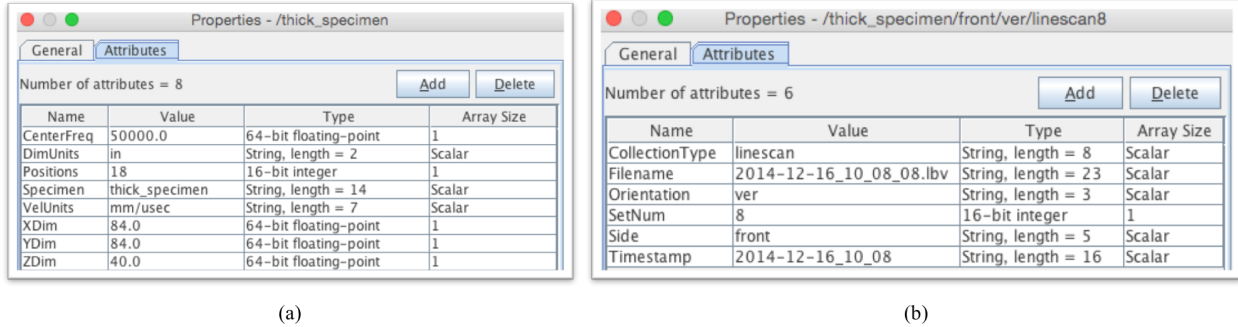 Properties - /thick_specimen
General Attributes
Number of attributes = 8 Add Delete
Name Value Type Array Size
CenterFreq 50000.0 64-bit floating-point 1
DimUnits in String, length = 2 Scalar
Positions 18 16-bit integer 1
Specimen thick_specimen String, length = 14 Scalar
VelUnits mm/usec String, length = 7 Scalar
XDim 84.0 64-bit floating-point 1
YDim 84.0 64-bit floating-point 1
ZDim 40.0 64-bit floating-point 1
(a)
Properties - /thick_specimen/front/ver/linescan8
General Attributes
Number of attributes = 6 Add Delete
Name Value Type Array Size
CollectionType linescan String, length = 8 Scalar
Filename 2014-12-16_10_08_08.lbv String, length = 23 Scalar
Orientation ver String, length = 3 Scalar
SetNum 8 16-bit integer 1
Side front String, length = 5 Scalar
Timestamp 2014-12-16_10_08 String, length = 16 Scalar
(b)